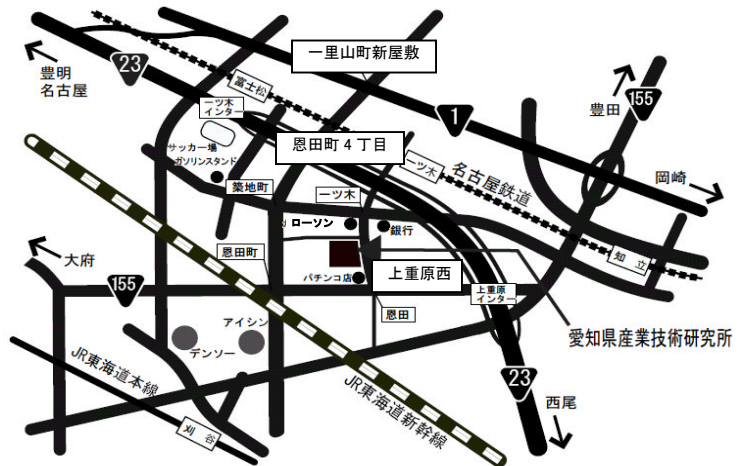 一里山町新屋敷
豊明
名古屋
23
富士松
豊田
155
一ツ木
インター
1
サッカー場
ガソリンスタンド
恩田町4丁目
一ツ木
名古屋鉄道
岡崎
築地町
一ツ木
ローソン
銀行
大府
恩田町
知立
155
パチンコ店
上重原西
上重原
インター
恩田
愛知県産業技術研究所
アイシン
デンソー
JR東海道本線
JR東海道新幹線
23
西尾
刈谷